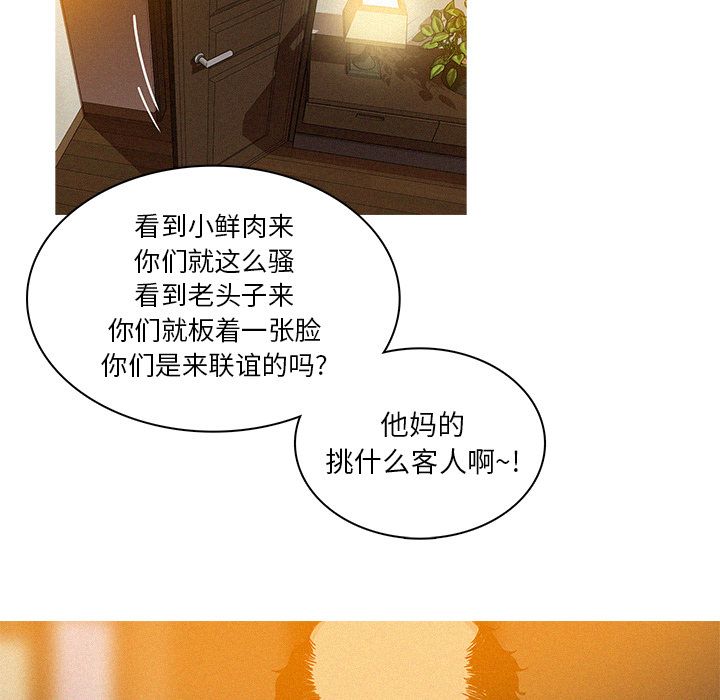 看到小鲜肉来
你们就这么骚
看到老头子来
你们就板着一张脸
你们是来联谊的吗?
他妈的
挑什么客人啊~!